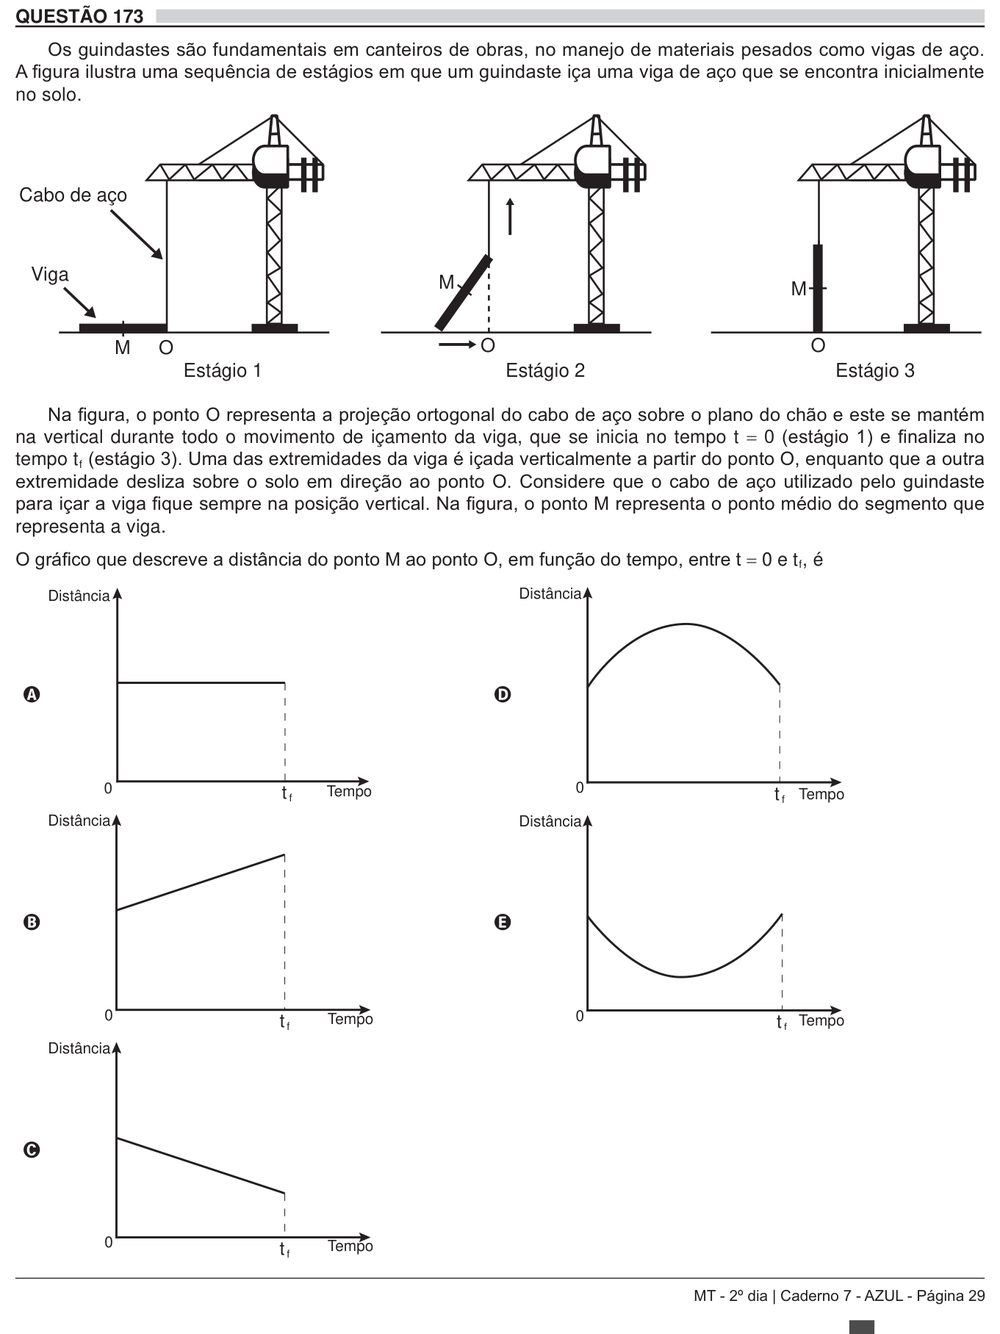 QUESTÃO 173
Os guindastes são fundamentais em canteiros de obras, no manejo de materiais pesados como vigas de aço.
A figura ilustra uma sequência de estágios em que um guindaste iça uma viga de aço que se encontra inicialmente
no solo.
Cabo de aço
Viga
M O
Estágio 1
M
O
Estágio 2
M
O
Estágio 3
Na figura, o ponto O representa a projeção ortogonal do cabo de aço sobre o plano do chão e este se mantém
na vertical durante todo o movimento de içamento da viga, que se inicia no tempo t = 0 (estágio 1) e finaliza no
tempo tf (estágio 3). Uma das extremidades da viga é içada verticalmente a partir do ponto O, enquanto que a outra
extremidade desliza sobre o solo em direção ao ponto O. Considere que o cabo de aço utilizado pelo guindaste
para içar a viga fique sempre na posição vertical. Na figura, o ponto M representa o ponto médio do segmento que
representa a viga.
O gráfico que descreve a distância do ponto M ao ponto O, em função do tempo, entre t = 0 e tf, é
Distância
A
0 tf Tempo
Distância
B
0 tf Tempo
Distância
C
0 tf Tempo
Distância
D
0 tf Tempo
Distância
E
0 tf Tempo
MT - 2º dia | Caderno 7 - AZUL - Página 29